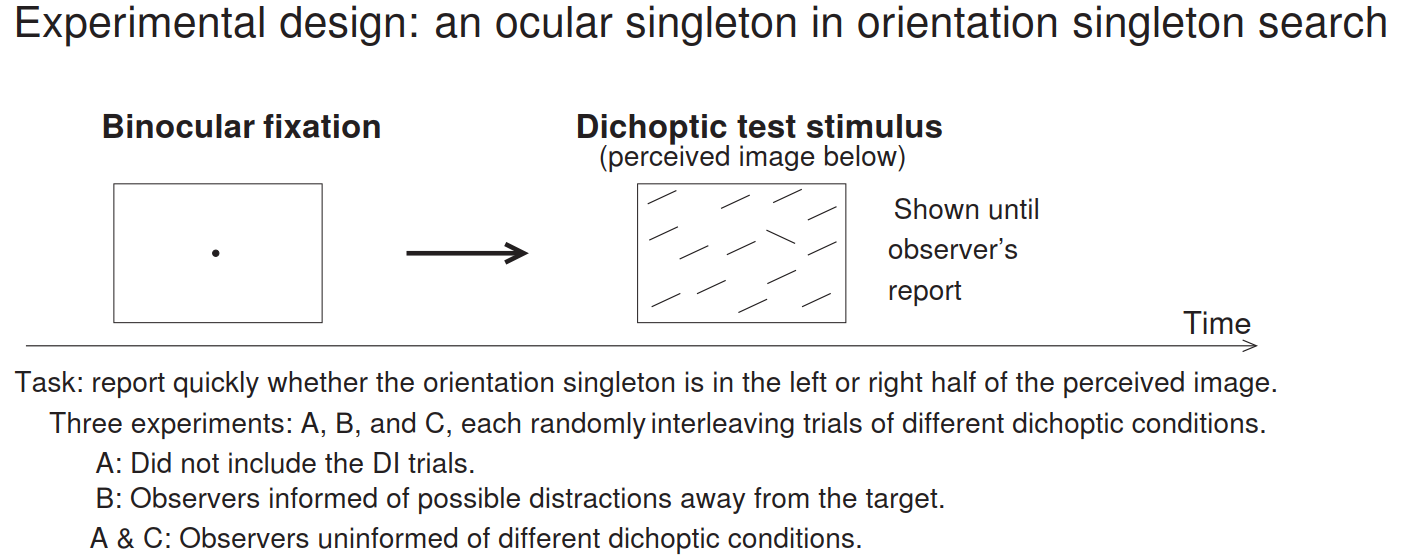 Experimental design: an ocular singleton in orientation singleton search
Binocular fixation
Dichoptic test stimulus
(perceived image below)
Shown until
observer's
report
Time
Task: report quickly whether the orientation singleton is in the left or right half of the perceived image.
Three experiments: A, B, and C, each randomly interleaving trials of different dichoptic conditions.
A: Did not include the DI trials.
B: Observers informed of possible distractions away from the target.
A & C: Observers uninformed of different dichoptic conditions.